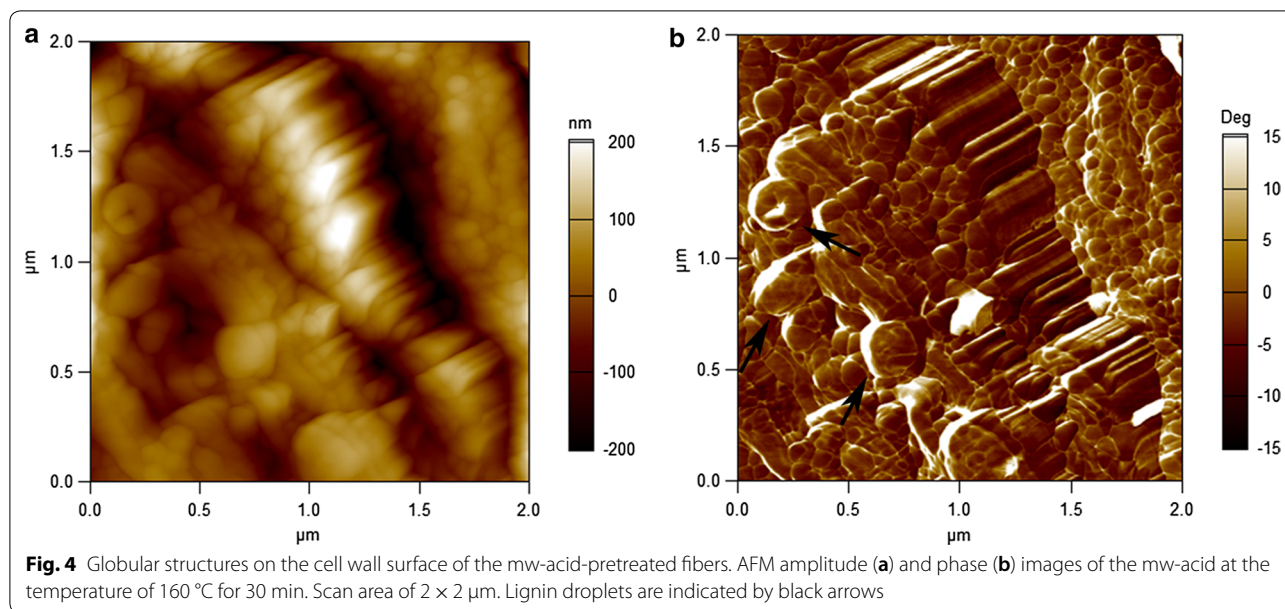 a
2.0
1.5
1.0
0.5
0.0
µm
0.0 0.5 1.0 1.5 2.0
µm
nm
200
100
0
-100
-200
b
2.0
1.5
1.0
0.5
0.0
µm
0.0 0.5 1.0 1.5 2.0
µm
Deg
15
10
5
0
-5
-10
-15
Fig. 4 Globular structures on the cell wall surface of the mw-acid-pretreated fibers. AFM amplitude (a) and phase (b) images of the mw-acid at the
temperature of 160 °C for 30 min. Scan area of 2 × 2 µm. Lignin droplets are indicated by black arrows